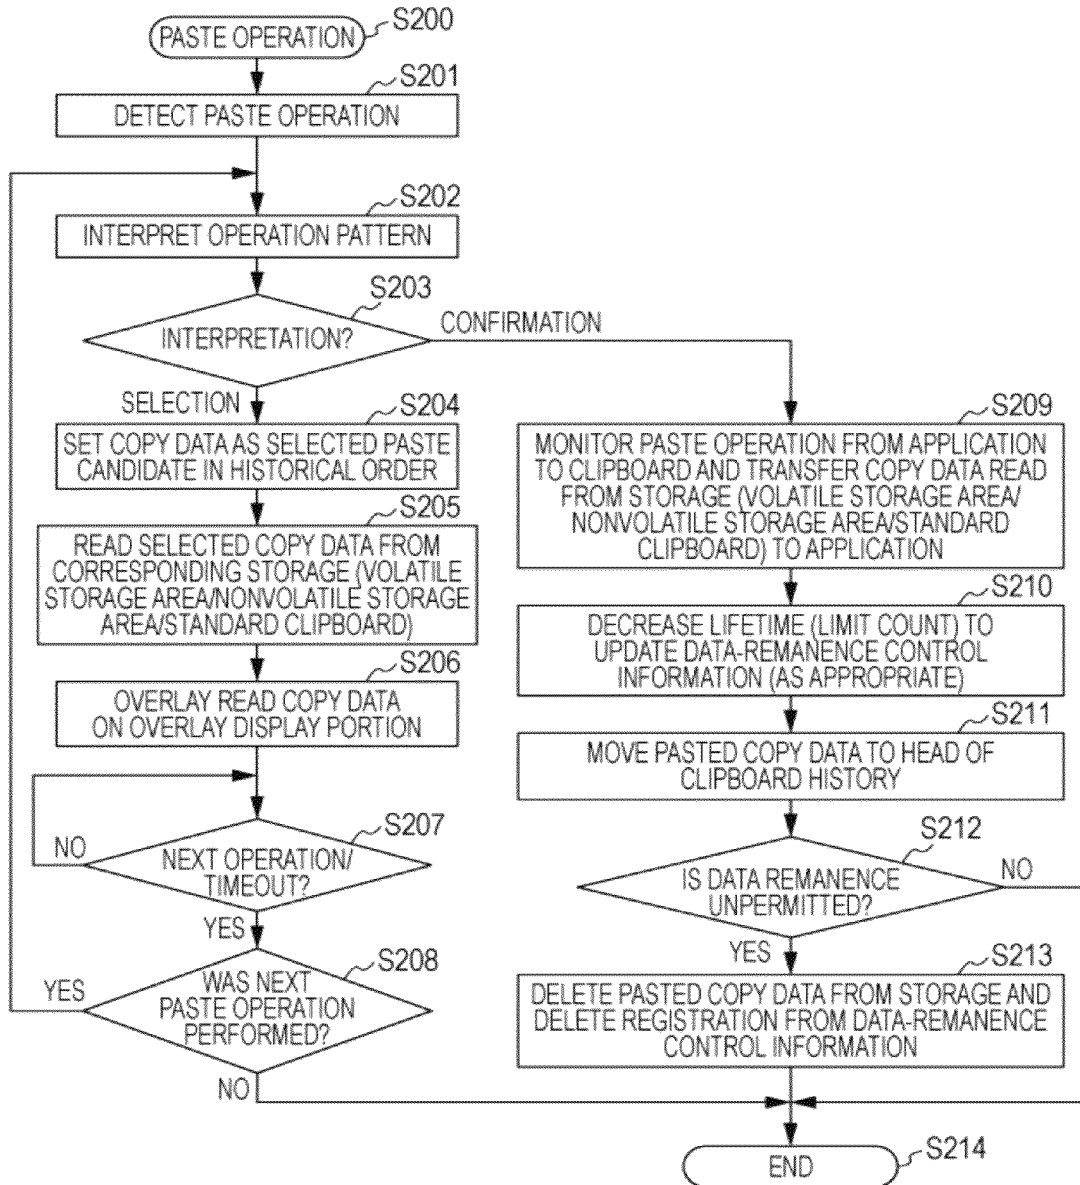 PASTE OPERATION
S200
S201
DETECT PASTE OPERATION
S202
INTERPRET OPERATION PATTERN
S203
INTERPRETATION?
CONFIRMATION
SELECTION
S204
SET COPY DATA AS SELECTED PASTE
CANDIDATE IN HISTORICAL ORDER
S205
READ SELECTED COPY DATA FROM
CORRESPONDING STORAGE (VOLATILE
STORAGE AREA/NONVOLATILE STORAGE
AREA/STANDARD CLIPBOARD)
S206
OVERLAY READ COPY DATA
ON OVERLAY DISPLAY PORTION
S207
NO
NEXT OPERATION/
TIMEOUT?
YES
S208
YES
WAS NEXT
PASTE OPERATION
PERFORMED?
NO
S209
MONITOR PASTE OPERATION FROM APPLICATION
TO CLIPBOARD AND TRANSFER COPY DATA READ
FROM STORAGE (VOLATILE STORAGE AREA/
NONVOLATILE STORAGE AREA/STANDARD
CLIPBOARD) TO APPLICATION
S210
DECREASE LIFETIME (LIMIT COUNT) TO
UPDATE DATA-REMANENCE CONTROL
INFORMATION (AS APPROPRIATE)
S211
MOVE PASTED COPY DATA TO HEAD OF
CLIPBOARD HISTORY
S212
IS DATA REMANENCE
UNPERMITTED?
NO
YES
S213
DELETE PASTED COPY DATA FROM STORAGE AND
DELETE REGISTRATION FROM DATA-REMANENCE
CONTROL INFORMATION
END
S214